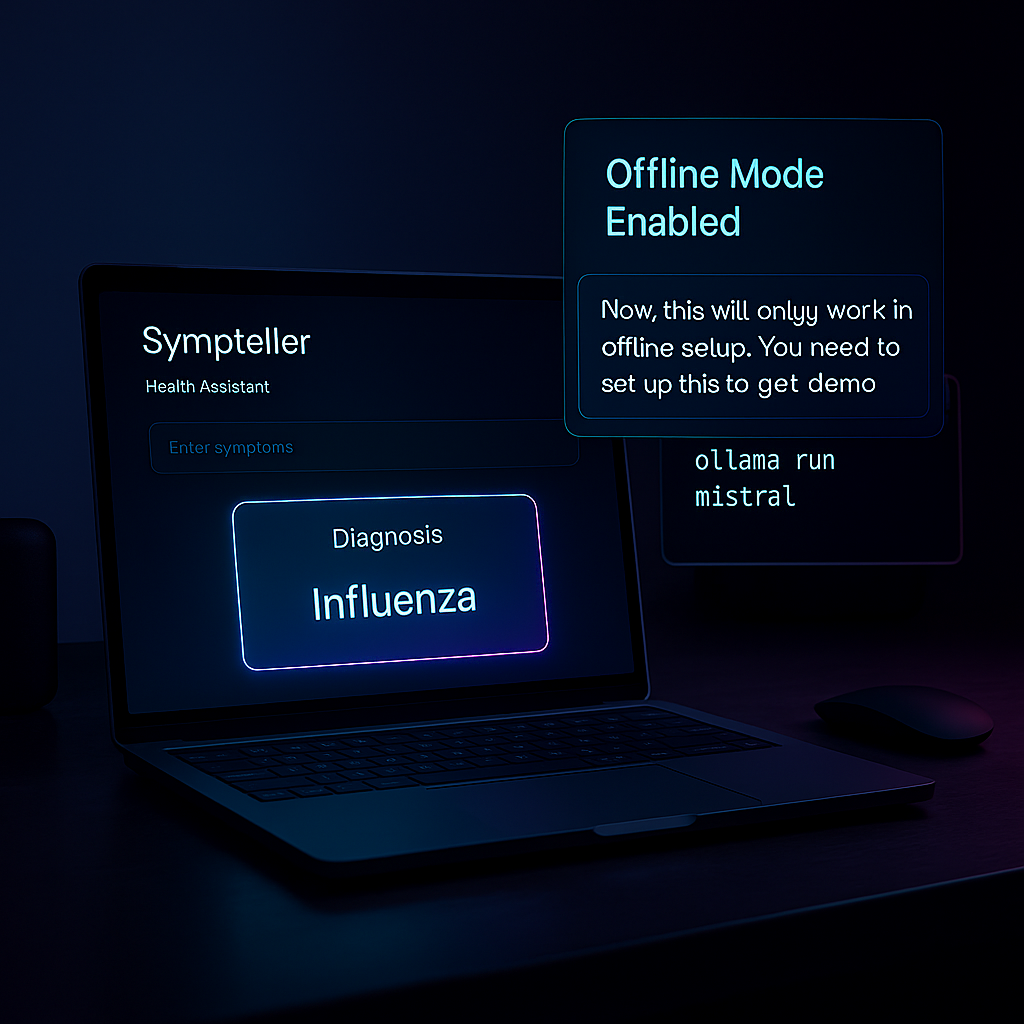 Sympteller
Health Assistant
Enter symptoms
Diagnosis
Influenza
Offline Mode
Enabled
Now, this will onlyy work in
offline selup. You need to
set up this to get demo
ollama run
mistral